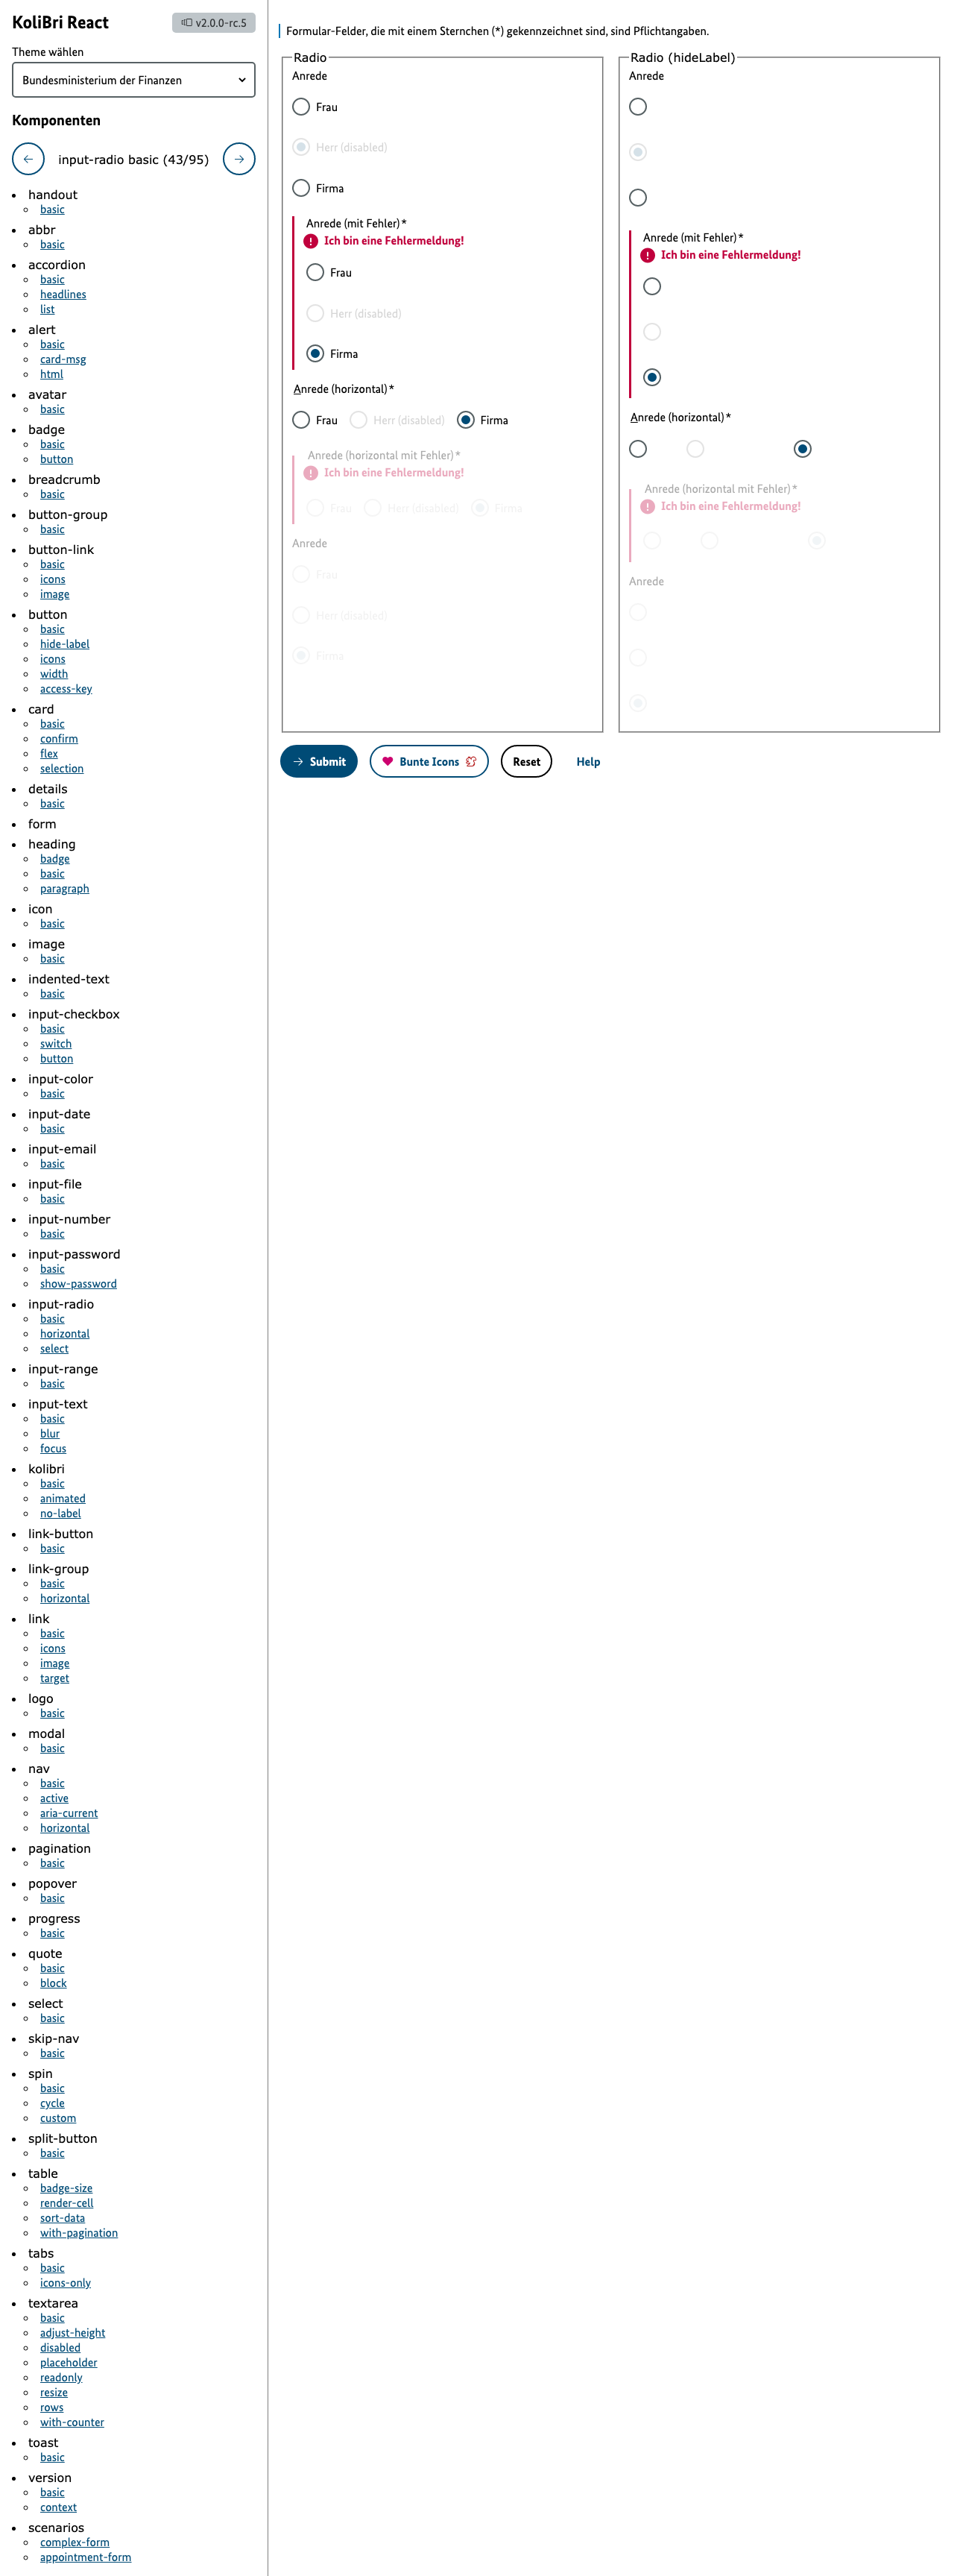 KoliBri React
v2.0.0-rc.5
Theme wählen
Bundesministerium der Finanzen
Komponenten
input-radio basic (43/95)
handout
basic
abbr
basic
accordion
basic
headlines
list
alert
basic
card-msg
html
avatar
basic
badge
basic
button
breadcrumb
basic
button-group
basic
button-link
basic
icons
image
button
basic
hide-label
icons
width
access-key
card
basic
confirm
flex
selection
details
basic
form
heading
badge
basic
paragraph
icon
basic
image
basic
indented-text
basic
input-checkbox
basic
switch
button
input-color
basic
input-date
basic
input-email
basic
input-file
basic
input-number
basic
input-password
basic
show-password
input-radio
basic
horizontal
select
input-range
basic
input-text
basic
blur
focus
kolibri
basic
animated
no-label
link-button
basic
link-group
basic
horizontal
link
basic
icons
image
target
logo
basic
modal
basic
nav
basic
active
aria-current
horizontal
pagination
basic
popover
basic
progress
basic
quote
basic
block
select
basic
skip-nav
basic
spin
basic
cycle
custom
split-button
basic
table
badge-size
render-cell
sort-data
with-pagination
tabs
basic
icons-only
textarea
basic
adjust-height
disabled
placeholder
readonly
resize
rows
with-counter
toast
basic
version
basic
context
scenarios
complex-form
appointment-form
Formular-Felder, die mit einem Sternchen (*) gekennzeichnet sind, sind Pflichtangaben.
Radio
Anrede
Frau
Herr (disabled)
Firma
Anrede (mit Fehler)*
Ich bin eine Fehlermeldung!
Frau
Herr (disabled)
Firma
Anrede (horizontal)*
Frau Herr (disabled) Firma
Anrede (horizontal mit Fehler)*
Ich bin eine Fehlermeldung!
Frau Herr (disabled) Firma
Anrede
Frau
Herr (disabled)
Firma
Radio (hideLabel)
Anrede
Anrede (mit Fehler)*
Ich bin eine Fehlermeldung!
Anrede (horizontal)*
Anrede (horizontal mit Fehler)*
Ich bin eine Fehlermeldung!
Anrede
Submit Bunte Icons Reset Help